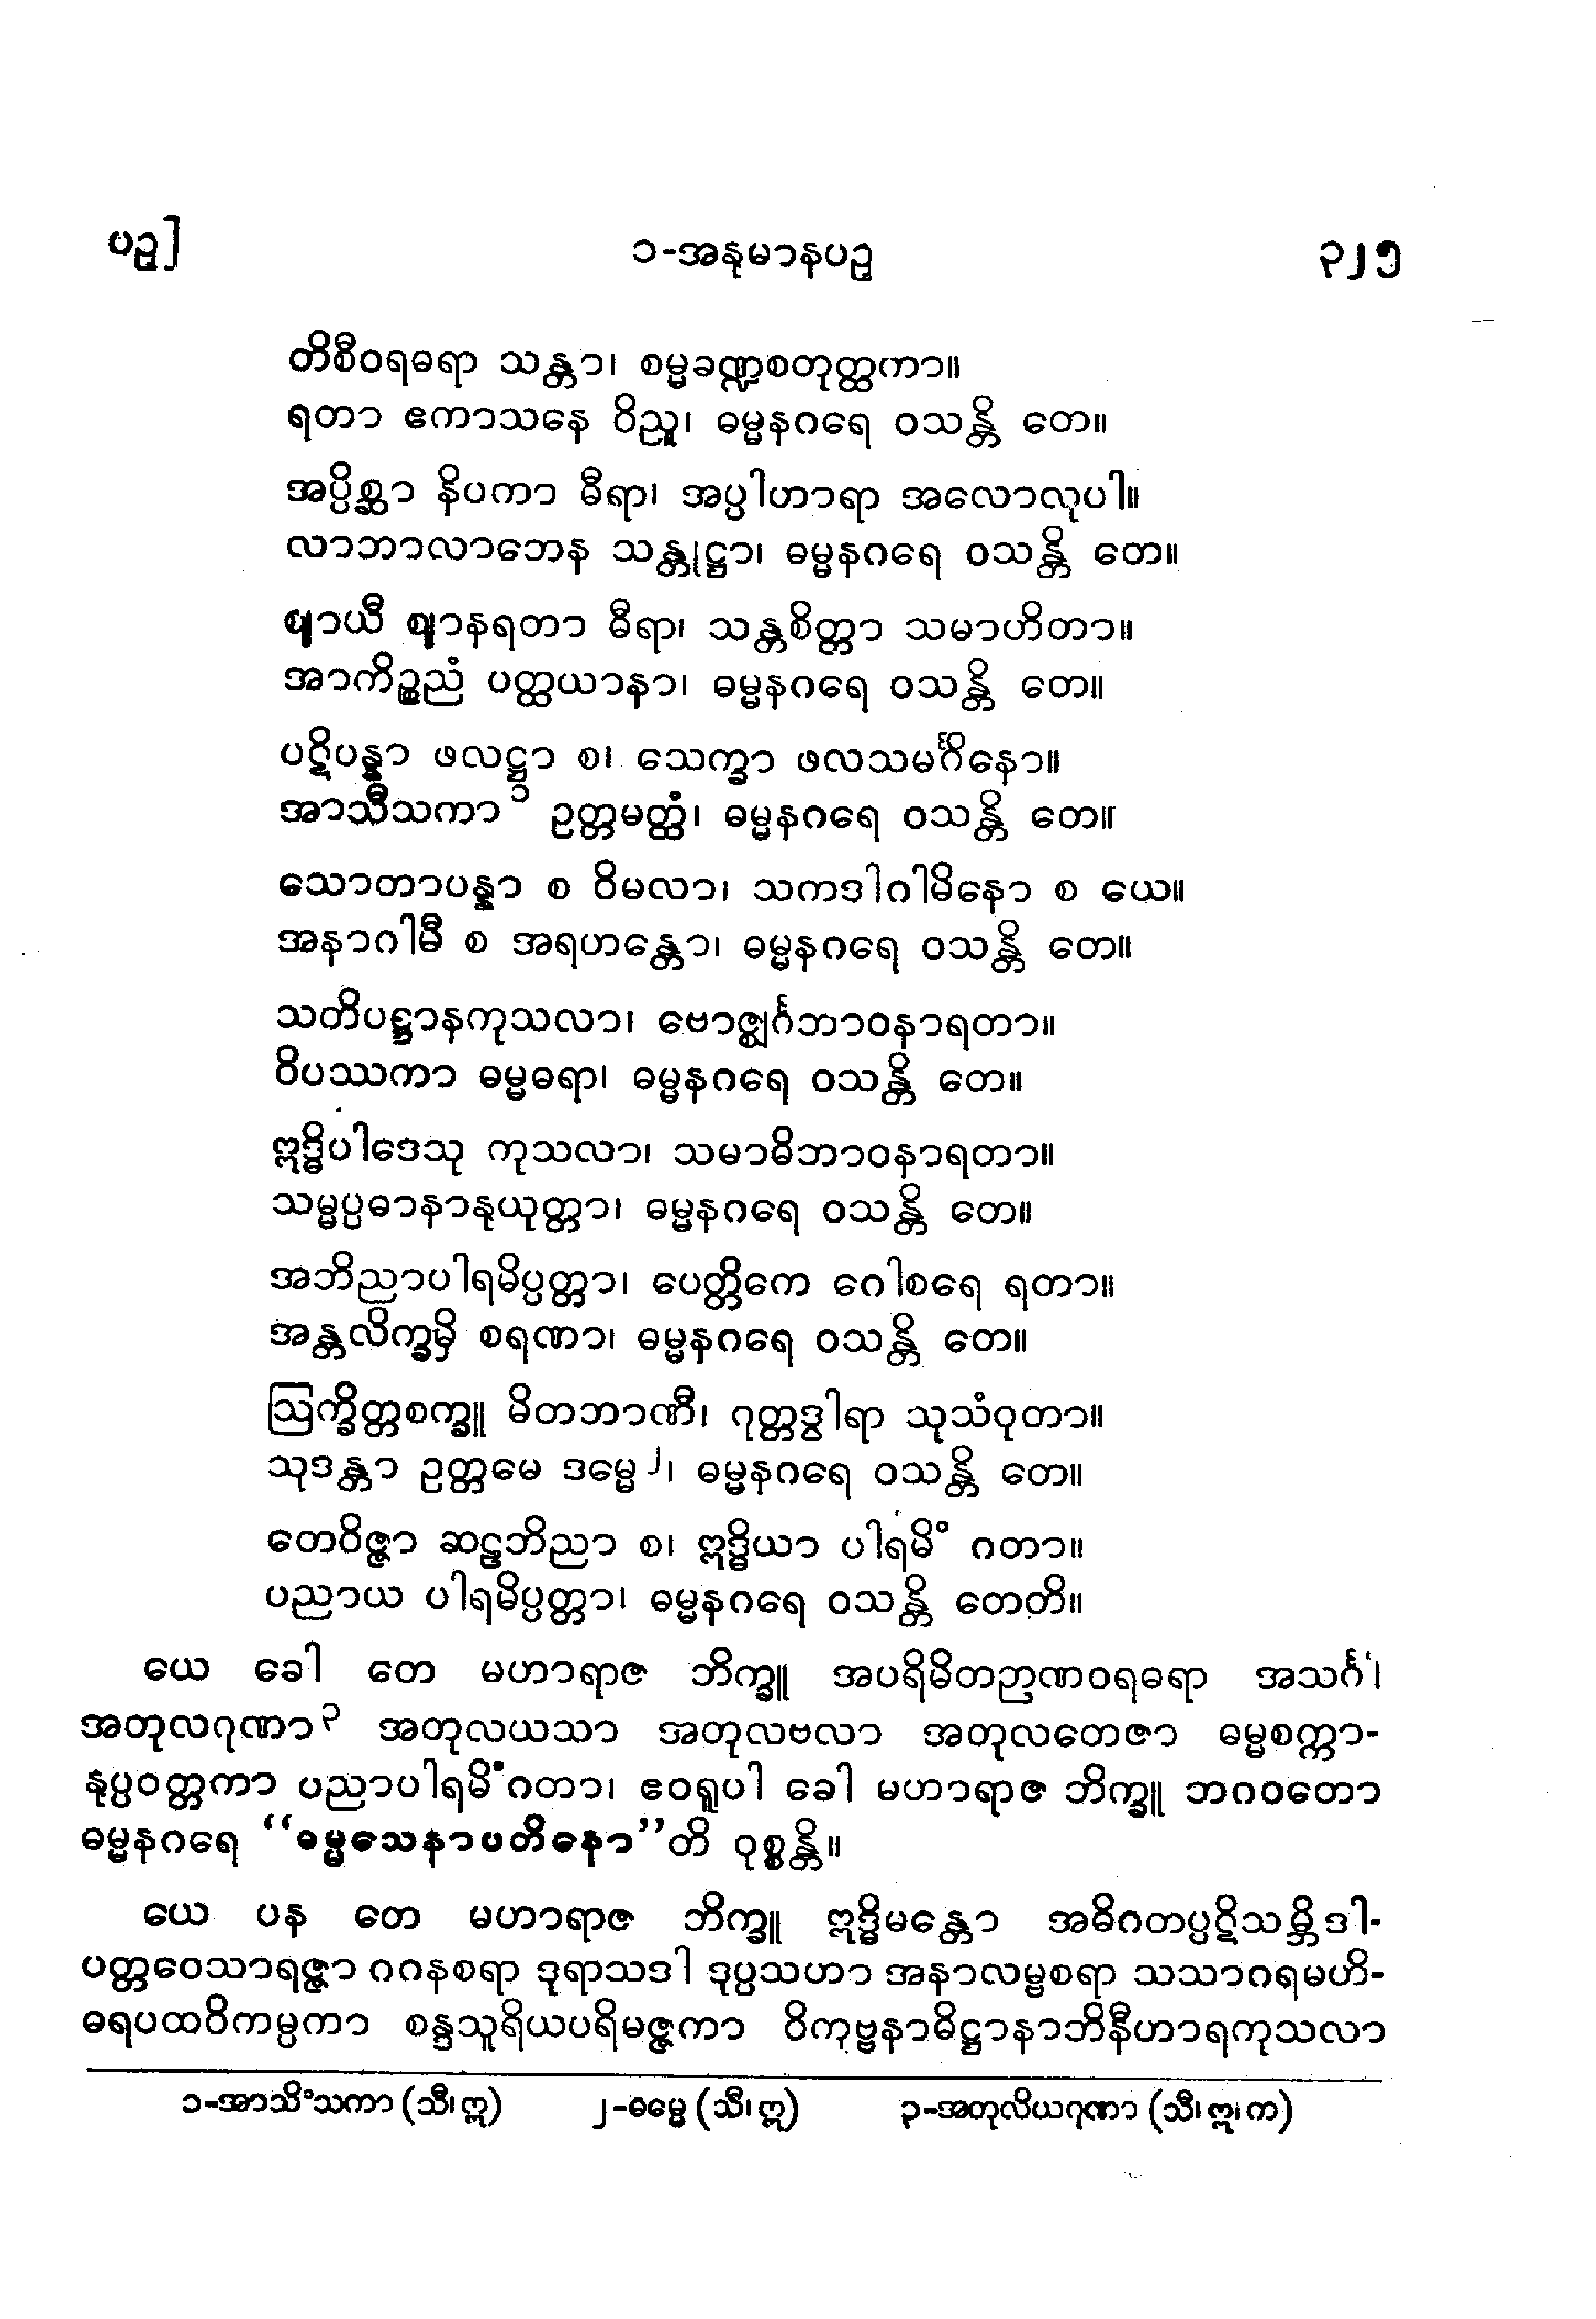 ပဉှ]
၁-အနုမာနပဉှ
၃၂၅
တိစီဝရဓရာ သန္တာ၊ စမ္မခဏ္ဍစတုတ္ထကာ။
ရတာ ဧကာသနေ ဝိညူ၊ ဓမ္မနဂရေ ဝသန္တိ တေ။
အပ္ပိစ္ဆာ နိပကာ ဓီရာ၊ အပ္ပါဟာရာ အလောလုပါ။
လာဘာလာဘေန သန္တုဋ္ဌာ၊ ဓမ္မနဂရေ ဝသန္တိ တေ။
ဈာယီ ဈာနရတာ ဓီရာ၊ သန္တစိတ္တာ သမာဟိတာ။
အာကိဉ္စညံ ပတ္ထယာနာ၊ ဓမ္မနဂရေ ဝသန္တိ တေ။
ပဋိပန္နာ ဖလဋ္ဌာ စ၊ သေက္ခာ ဖလသမင်္ဂိနော။
အာသီသကာ ၁ ဥတ္တမတ္ထံ၊ ဓမ္မနဂရေ ဝသန္တိ တေ။
သောတာပန္နာ စ ဝိမလာ၊ သကဒါဂါမိနော စ ယေ။
အနာဂါမီ စ အရဟန္တော၊ ဓမ္မနဂရေ ဝသန္တိ တေ။
သတိပဋ္ဌာနကုသလာ၊ ဗောဇ္ဈင်္ဂဘာဝနာရတာ။
ဝိပဿကာ ဓမ္မဓရာ၊ ဓမ္မနဂရေ ဝသန္တိ တေ။
ဣဒ္ဓိပါဒေသု ကုသလာ၊ သမာဓိဘာဝနာရတာ။
သမ္မပ္ပဓာနာနုယုတ္တာ၊ ဓမ္မနဂရေ ဝသန္တိ တေ။
အဘိညာပါရမိပ္ပတ္တာ၊ ပေတ္တိကေ ဂေါစရေ ရတာ။
အန္တလိက္ခမှိ စရဏာ၊ ဓမ္မနဂရေ ဝသန္တိ တေ။
ဩက္ခိတ္တစက္ခူ မိတဘာဏီ၊ ဂုတ္တဒွါရာ သုသံဝုတာ။
သုဒန္တာ ဥတ္တမေ ဒမ္မေ ၂၊ ဓမ္မနဂရေ ဝသန္တိ တေ။
တေဝိဇ္ဇာ ဆဠဘိညာ စ၊ ဣဒ္ဓိယာ ပါရမိံ ဂတာ။
ပညာယ ပါရမိပ္ပတ္တာ၊ ဓမ္မနဂရေ ဝသန္တိ တေတိ။
ယေ ခေါ တေ မဟာရာဇ ဘိက္ခူ အပရိမိတဉာဏဝရဓရာ အသင်္ဂါ
အတုလဂုဏာ ၃ အတုလယသာ အတုလဗလာ အတုလတေဇာ ဓမ္မစက္ကာ-
နုပ္ပဝတ္တကာ ပညာပါရမိံဂတာ၊ ဧဝရူပါ ခေါ မဟာရာဇ ဘိက္ခူ ဘဂဝတော
ဓမ္မနဂရေ “ဓမ္မသေနာပတိနော”တိ ဝုစ္စန္တိ။
ယေ ပန တေ မဟာရာဇ ဘိက္ခူ ဣဒ္ဓိမန္တော အဓိဂတပ္ပဋိသမ္ဘိဒါ-
ပတ္တဝေသာရဇ္ဇာ ဂဂနစရာ ဒုရာသဒါ ဒုပ္ပသဟာ အနာလမ္ဗစရာ သသာဂရမဟိ-
ဓရပထဝိကမ္ပကာ စန္ဒသူရိယပရိမဇ္ဇကာ ဝိကုဗ္ဗနာဓိဋ္ဌာနာဘိနီဟာရကုသလာ
၁-အာသိံသကာ (သီ၊ဣ) ၂-ဓမ္မေ (သီ၊ဣ) ၃-အတုလိယဂုဏာ (သီ၊ဣ၊က)